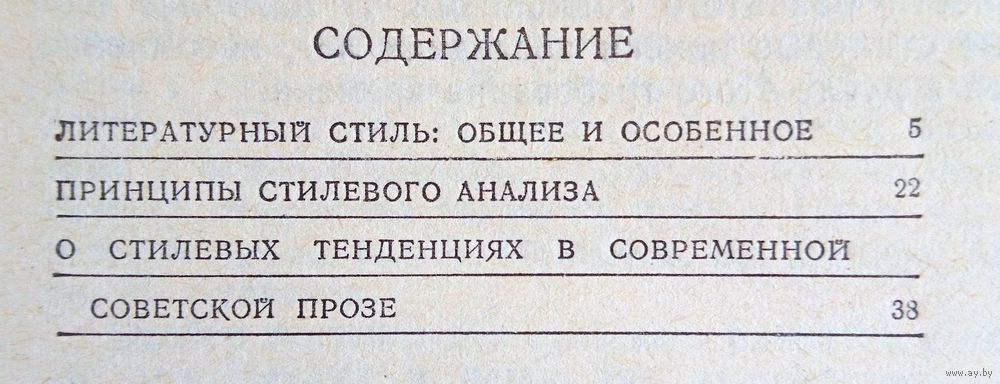 СОДЕРЖАНИЕ
ЛИТЕРАТУРНЫЙ СТИЛЬ: ОБЩЕЕ И ОСОБЕННОЕ 5
ПРИНЦИПЫ СТИЛЕВОГО АНАЛИЗА 22
О СТИЛЕВЫХ ТЕНДЕНЦИЯХ В СОВРЕМЕННОЙ
СОВЕТСКОЙ ПРОЗЕ 38
www.ay.by